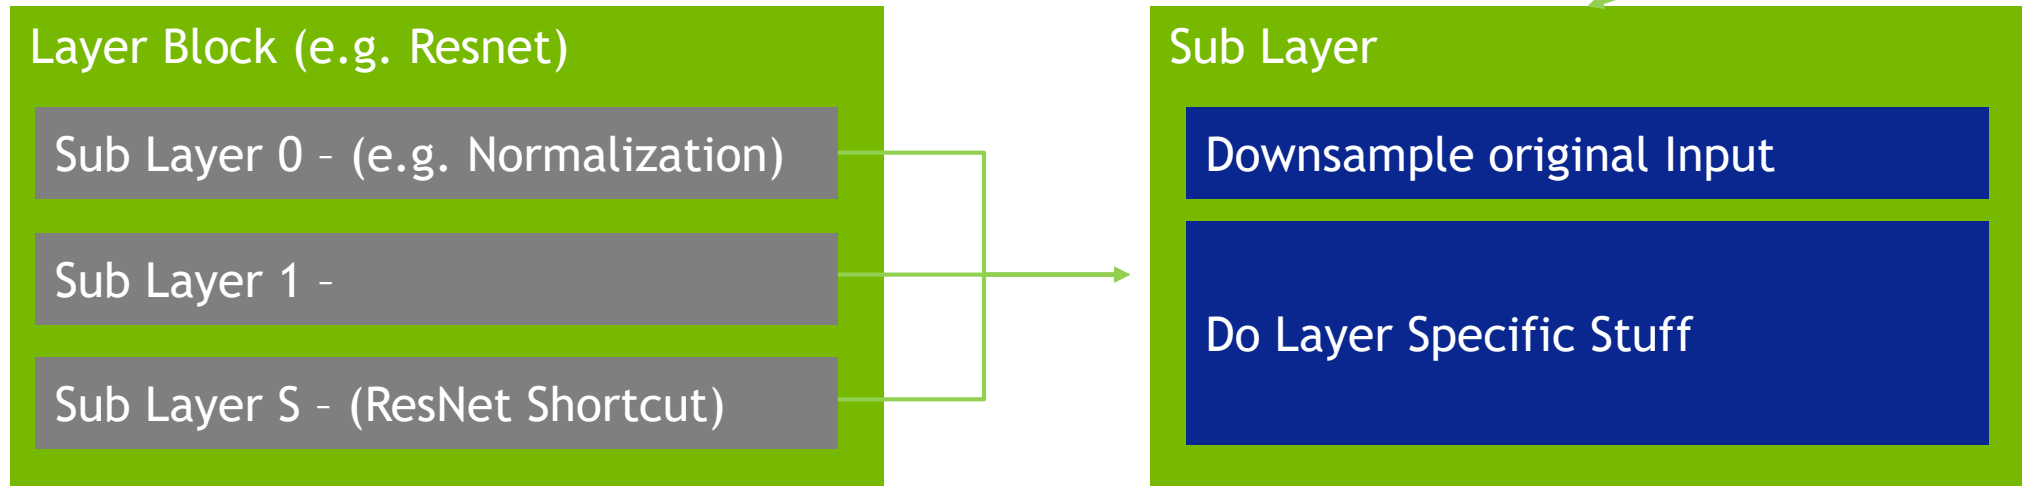 Layer Block (e.g. Resnet)
Sub Layer 0 – (e.g. Normalization)
Sub Layer 1 –
Sub Layer S – (ResNet Shortcut)
Sub Layer
Downsample original Input
Do Layer Specific Stuff